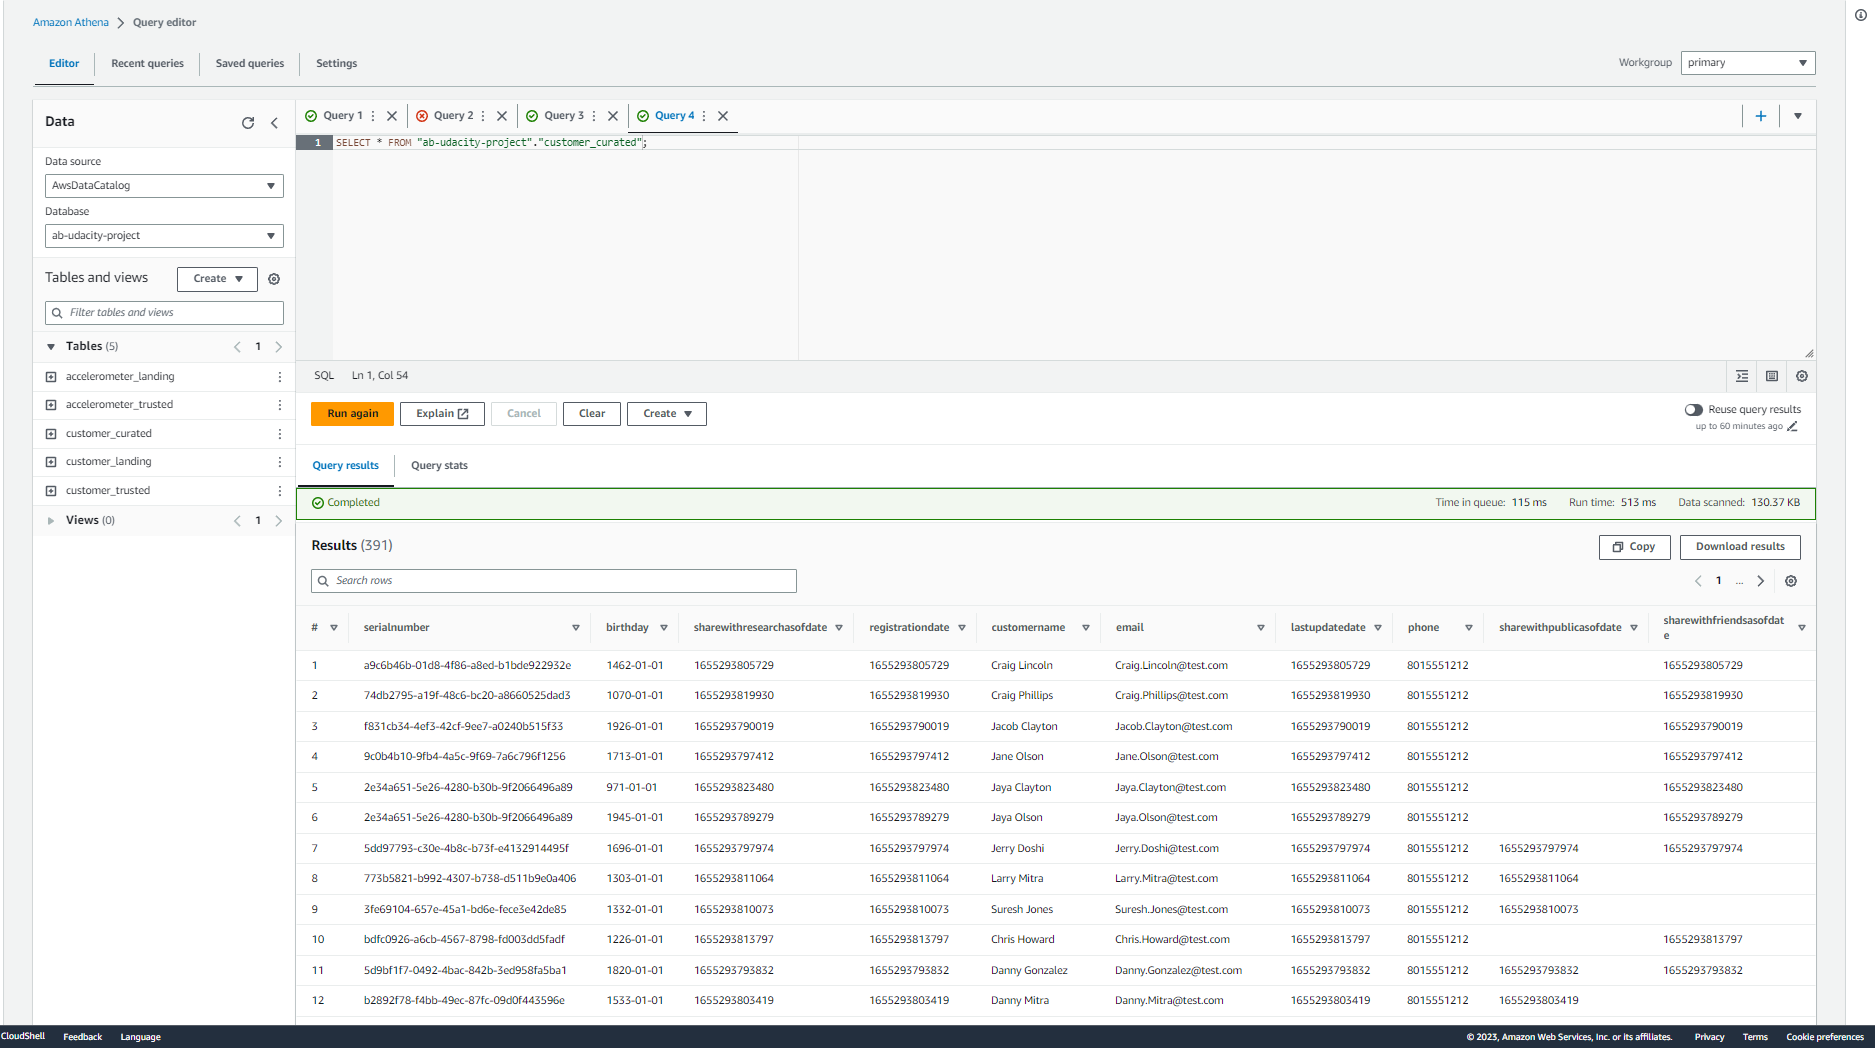 Amazon Athena > Query editor
Editor Recent queries Saved queries Settings
Workgroup primary
Data
Data source
AwsDataCatalog
Database
ab-udacity-project
Tables and views Create
Filter tables and views
Tables (5) 1
accelerometer_landing
accelerometer_trusted
customer_curated
customer_landing
customer_trusted
Views (0) 1
Query 1 Query 2 Query 3 Query 4
1 SELECT * FROM "ab-udacity-project"."customer_curated";
SQL Ln 1, Col 54
Run again Explain Cancel Clear Create
Reuse query results
up to 60 minutes ago
Query results Query stats
Completed Time in queue: 115 ms Run time: 513 ms Data scanned: 130.37 KB
Results (391) Copy Download results
Search rows 1 ...
# serialnumber birthday sharewithresearchasofdate registrationdate customername email lastupdatedate phone sharewithpublicasofdate sharewithfriendsasofdat
e
1 a9c6b46b-01d8-4f86-a8ed-b1bde922932e 1462-01-01 1655293805729 1655293805729 Craig Lincoln Craig.Lincoln@test.com 1655293805729 8015551212 1655293805729
2 74db2795-a19f-48c6-bc20-a8660525dad3 1070-01-01 1655293819930 1655293819930 Craig Phillips Craig.Phillips@test.com 1655293819930 8015551212 1655293819930
3 f831cb34-4ef3-42cf-9ee7-a0240b515f33 1926-01-01 1655293790019 1655293790019 Jacob Clayton Jacob.Clayton@test.com 1655293790019 8015551212 1655293790019
4 9c0b4b10-9fb4-4a5c-9f69-7a6c796f1256 1713-01-01 1655293797412 1655293797412 Jane Olson Jane.Olson@test.com 1655293797412 8015551212 1655293797412
5 2e34a651-5e26-4280-b30b-9f2066496a89 971-01-01 1655293823480 1655293823480 Jaya Clayton Jaya.Clayton@test.com 1655293823480 8015551212 1655293823480
6 2e34a651-5e26-4280-b30b-9f2066496a89 1945-01-01 1655293789279 1655293789279 Jaya Olson Jaya.Olson@test.com 1655293789279 8015551212 1655293789279
7 5dd97793-c30e-4b8c-b73f-e4132914495f 1696-01-01 1655293797974 1655293797974 Jerry Doshi Jerry.Doshi@test.com 1655293797974 8015551212 1655293797974 1655293797974
8 773b5821-b992-4307-b738-d511b9e0a406 1303-01-01 1655293811064 1655293811064 Larry Mitra Larry.Mitra@test.com 1655293811064 8015551212 1655293811064
9 3fe69104-657e-45a1-bd6e-fece3e42de85 1332-01-01 1655293810073 1655293810073 Suresh Jones Suresh.Jones@test.com 1655293810073 8015551212 1655293810073
10 bdfc0926-a6cb-4567-8798-fd003dd5fadf 1226-01-01 1655293813797 1655293813797 Chris Howard Chris.Howard@test.com 1655293813797 8015551212 1655293813797
11 5d9bf1f7-0492-4bac-842b-3ed958fa5ba1 1820-01-01 1655293793832 1655293793832 Danny Gonzalez Danny.Gonzalez@test.com 1655293793832 8015551212 1655293793832 1655293793832
12 b2892f78-f4bb-49ec-87fc-09d0f443596e 1533-01-01 1655293803419 1655293803419 Danny Mitra Danny.Mitra@test.com 1655293803419 8015551212 1655293803419
CloudShell Feedback Language © 2023, Amazon Web Services, Inc. or its affiliates. Privacy Terms Cookie preferences